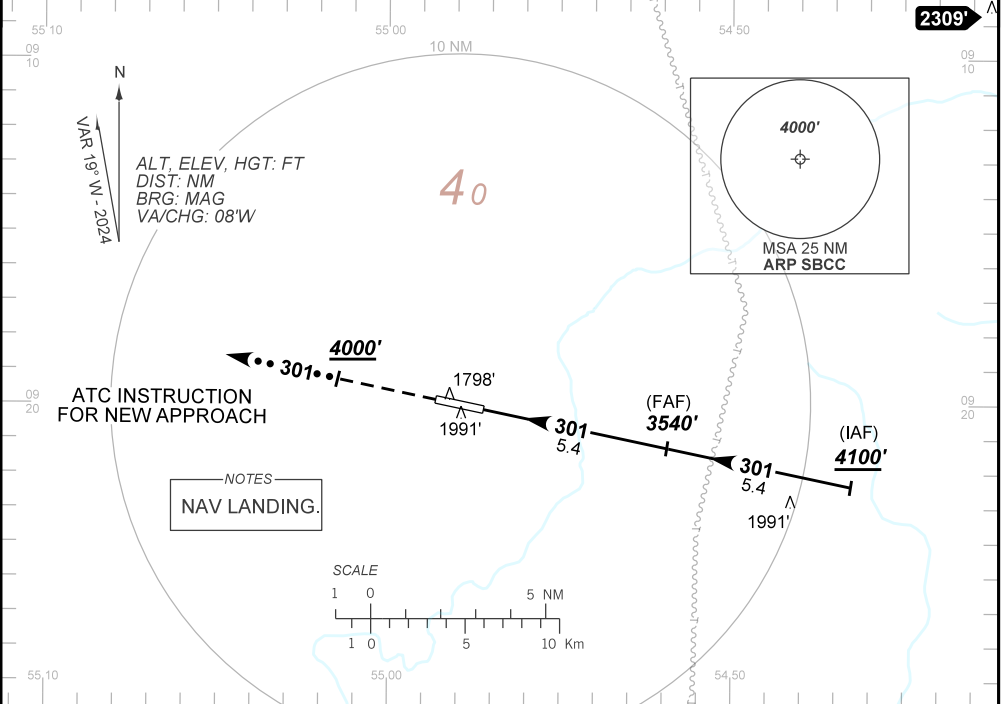 55 10
55 00
54 50
2309'
09
10
10 NM
09
10
N
VAR 19° W - 2024
ALT, ELEV, HGT: FT
DIST: NM
BRG: MAG
VA/CHG: 08'W
40
4000'
MSA 25 NM
ARP SBCC
4000'
301
ATC INSTRUCTION
FOR NEW APPROACH
09
20
1798'
1991'
301
5.4
(FAF)
3540'
301
5.4
(IAF)
4100'
09
20
1991'
NOTES
NAV LANDING.
SCALE
1 0 5 NM
1 0 5 10 Km
55 10
55 00
54 50